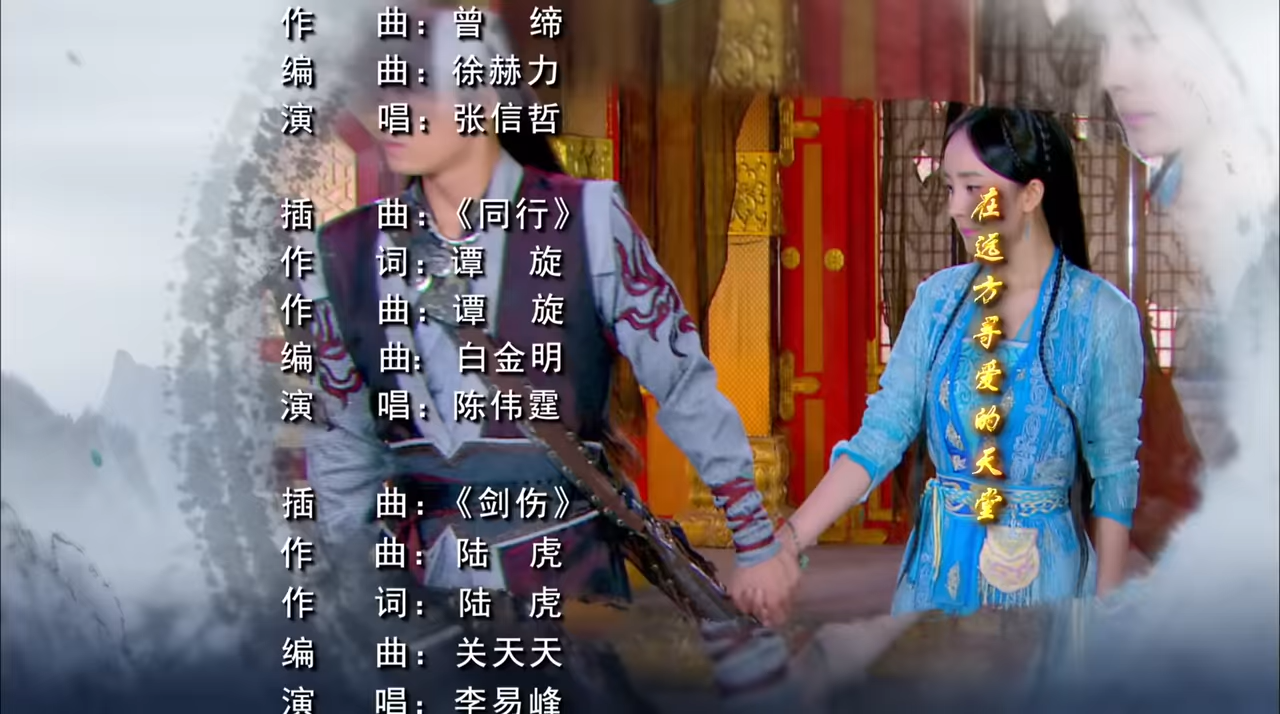 作 曲：曾 缔
编 曲：徐赫力
演 唱：张信哲
插 曲：《同行》
作 词：谭 旋
作 曲：谭 旋
编 曲：白金明
演 唱：陈伟霆
插 曲：《剑伤》
作 曲：陆 虎
作 词：陆 虎
编 曲：关天天
演 唱：李易峰
在远方寻爱的天堂